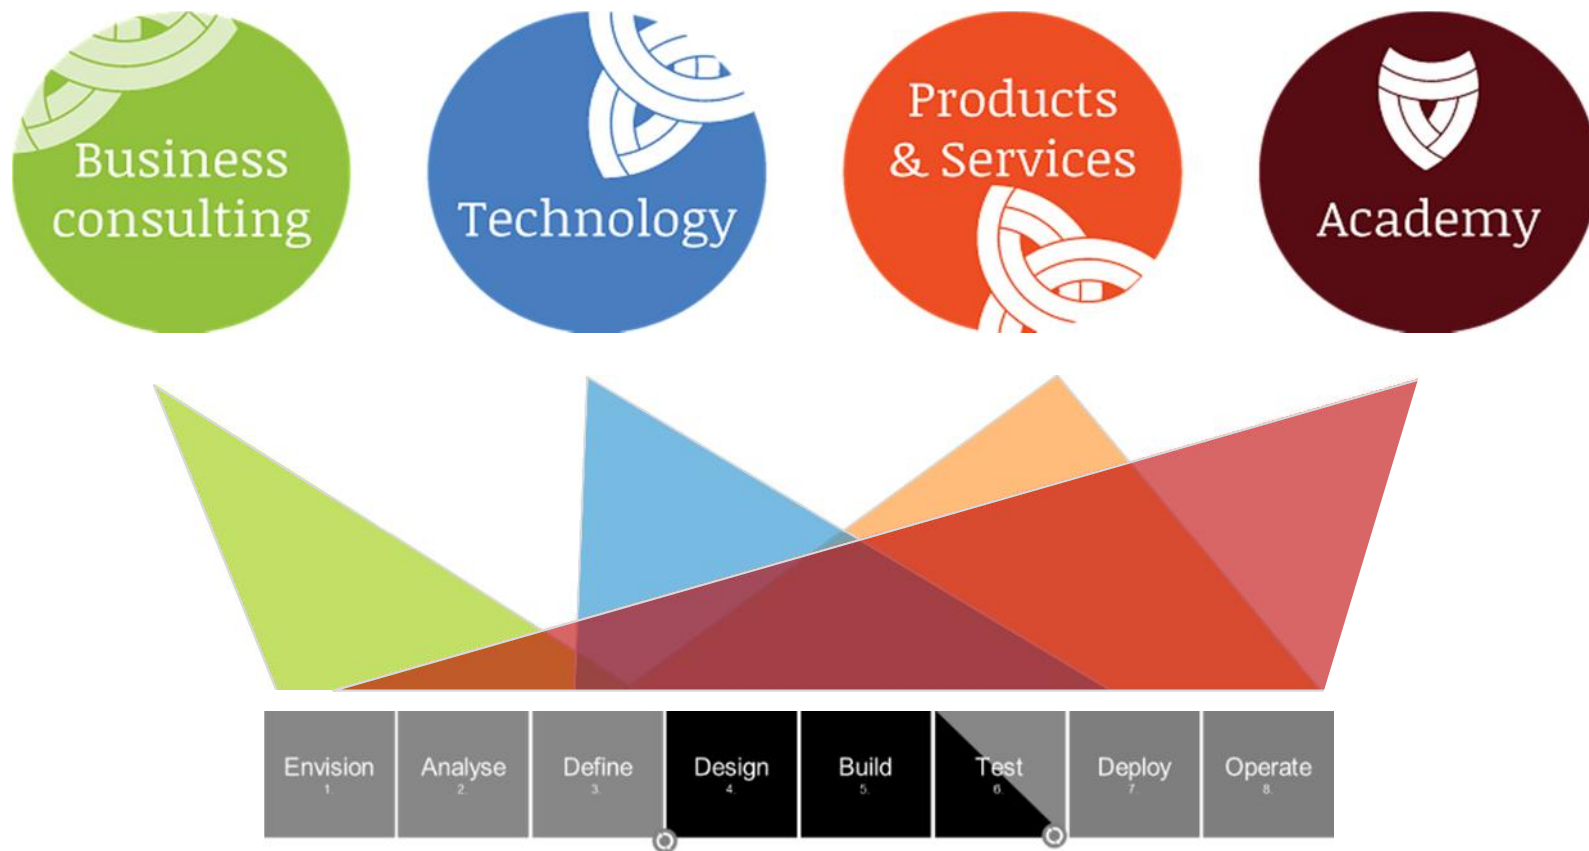 Business
consulting
Technology
Products
& Services
Academy
Envision
1.
Analyse
2.
Define
3.
Design
4.
Build
5.
Test
6.
Deploy
7.
Operate
8.